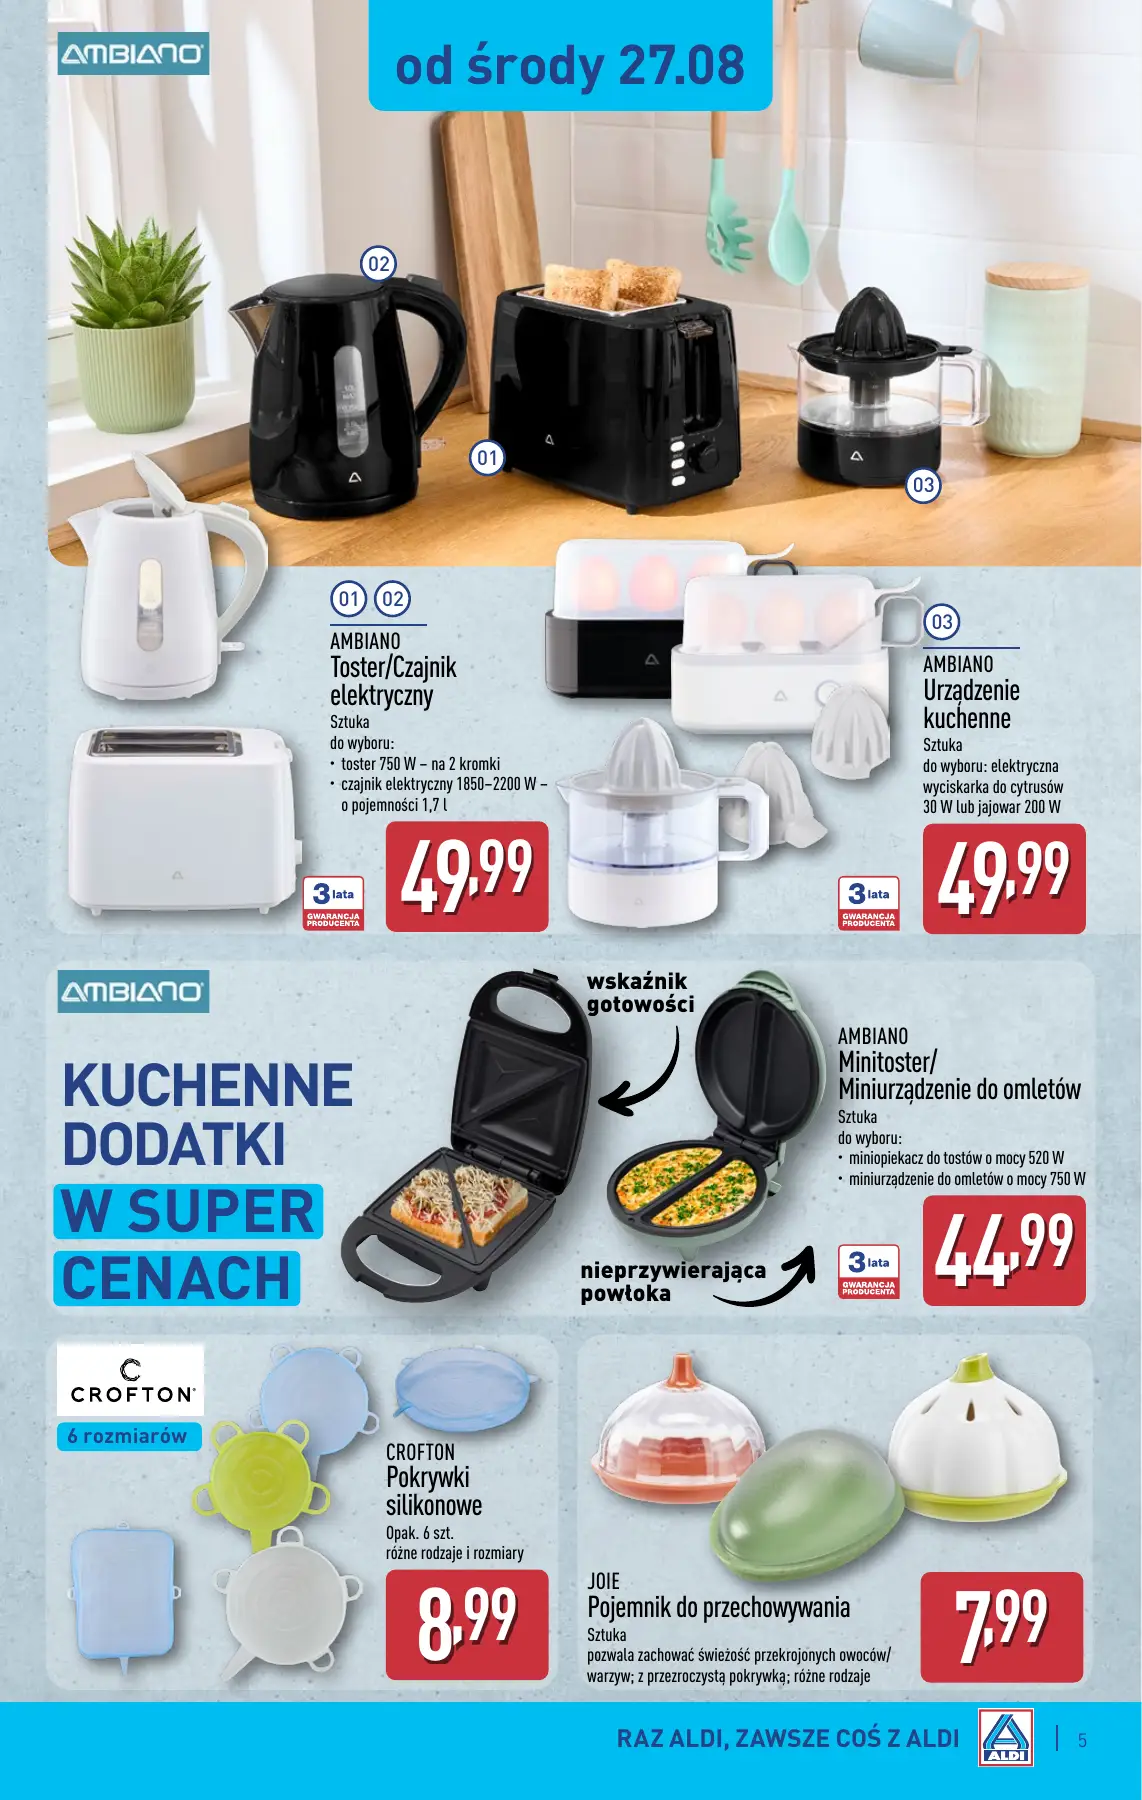 AMBIANO
od środy 27.08
02
01
03
01 02
AMBIANO
Toster/Czajnik
elektryczny
Sztuka
do wyboru:
• toster 750 W – na 2 kromki
• czajnik elektryczny 1850–2200 W –
o pojemności 1,7 l
3 lata
GWARANCJA
PRODUCENTA
49,99
03
AMBIANO
Urządzenie
kuchenne
Sztuka
do wyboru: elektryczna
wyciskarka do cytrusów
30 W lub jajowar 200 W
3 lata
GWARANCJA
PRODUCENTA
49,99
AMBIANO
KUCHENNE
DODATKI
W SUPER
CENACH
wskaźnik
gotowości
nieprzywierająca
powłoka
AMBIANO
Minitoster/
Miniurządzenie do omletów
Sztuka
do wyboru:
• miniopiekacz do tostów o mocy 520 W
• miniurządzenie do omletów o mocy 750 W
3 lata
GWARANCJA
PRODUCENTA
44,99
CROFTON®
6 rozmiarów
CROFTON
Pokrywki
silikonowe
Opak. 6 szt.
różne rodzaje i rozmiary
8,99
JOIE
Pojemnik do przechowywania
Sztuka
pozwala zachować świeżość przekrojonych owoców/
warzyw; z przezroczystą pokrywką; różne rodzaje
7,99
RAZ ALDI, ZAWSZE COŚ Z ALDI
ALDI
5